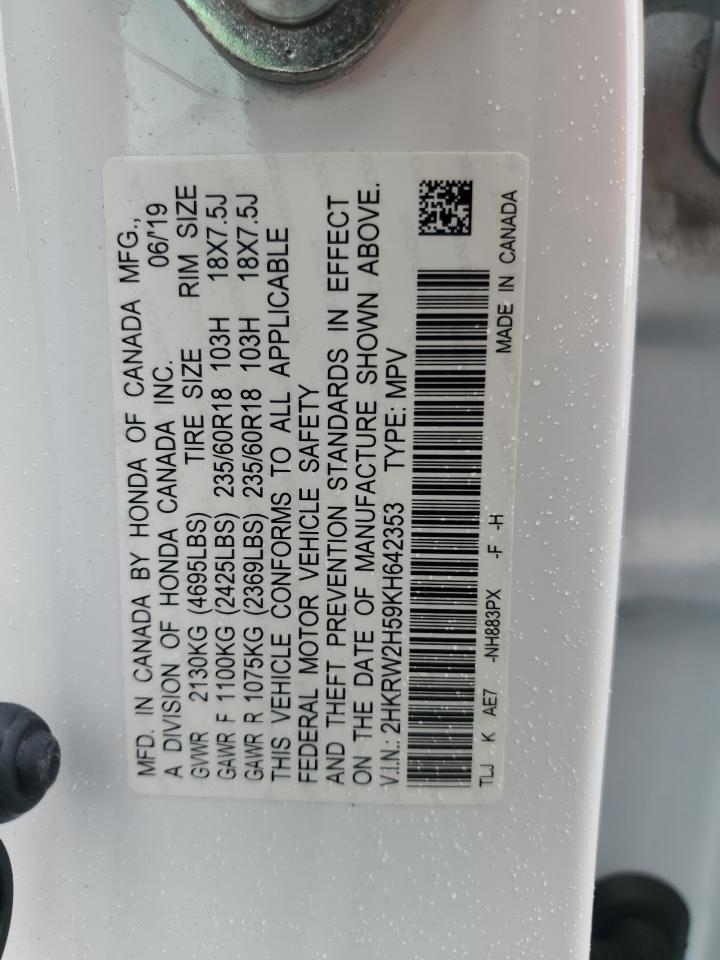 MFD. IN CANADA BY HONDA OF CANADA MFG.,
A DIVISION OF HONDA CANADA INC. 06/'19
GVWR 2130KG (4695LBS) TIRE SIZE RIM SIZE
GAWR F 1100KG (2425LBS) 235/60R18 103H 18X7.5J
GAWR R 1075KG (2369LBS) 235/60R18 103H 18X7.5J
THIS VEHICLE CONFORMS TO ALL APPLICABLE
FEDERAL MOTOR VEHICLE SAFETY
AND THEFT PREVENTION STANDARDS IN EFFECT
ON THE DATE OF MANUFACTURE SHOWN ABOVE.
V.I.N.: 2HKRW2H59KH642353 TYPE: MPV
TLJ K AE7 -NH883PX -F -H MADE IN CANADA